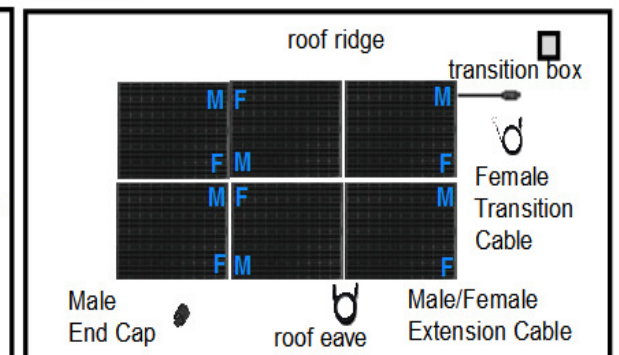 roof ridge
transition box
M F M
F M F
Female
Transition
Cable
M F M
F M F
Male
End Cap
roof eave
Male/Female
Extension Cable